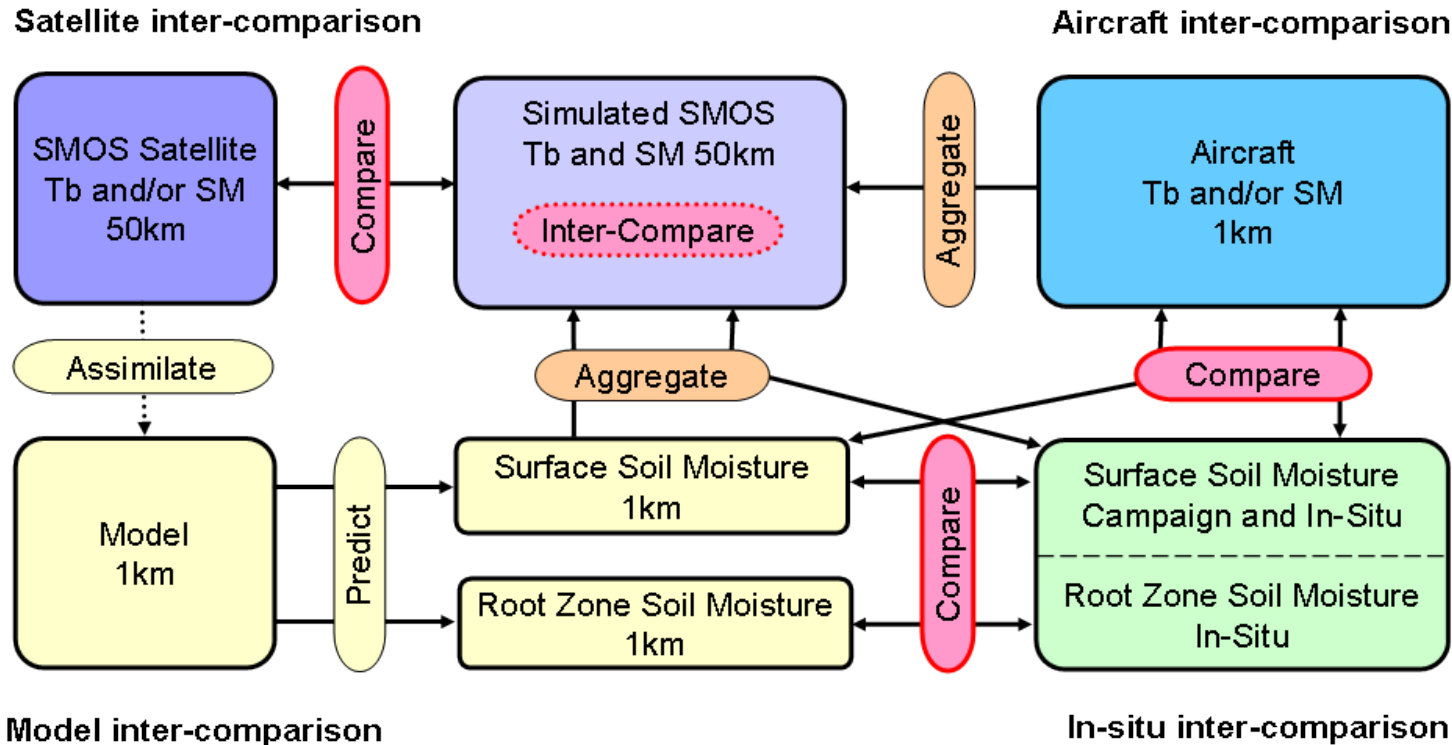 Satellite inter-comparison
Aircraft inter-comparison
SMOS Satellite
Tb and/or SM
50km
Compare
Simulated SMOS
Tb and SM 50km
Inter-Compare
Aggregate
Aircraft
Tb and/or SM
1km
Assimilate
Aggregate
Compare
Model
1km
Predict
Surface Soil Moisture
1km
Root Zone Soil Moisture
1km
Compare
Surface Soil Moisture
Campaign and In-Situ
Root Zone Soil Moisture
In-Situ
Model inter-comparison
In-situ inter-comparison